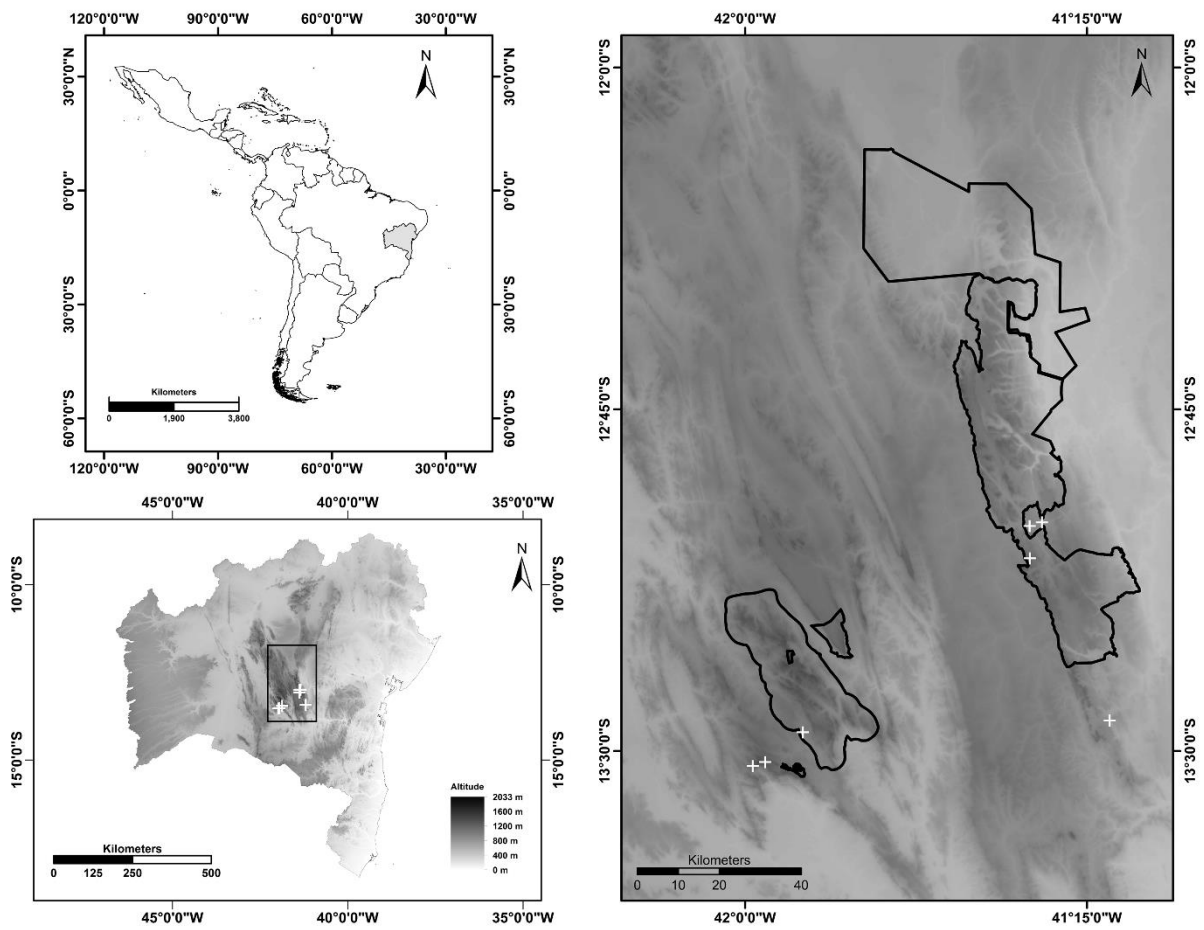 120°0'0"W 90°0'0"W 60°0'0"W 30°0'0"W
N
30°0'0"N 30°0'0"N
0°0'0" 0°0'0"
30°0'0"S 30°0'0"S
60°0'0"S 60°0'0"S
Kilometers
0 1,900 3,800
120°0'0"W 90°0'0"W 60°0'0"W 30°0'0"W
45°0'0"W 40°0'0"W 35°0'0"W
N
10°0'0"S 10°0'0"S
15°0'0"S 15°0'0"S
Altitude
2033 m
1600 m
1200 m
800 m
400 m
0 m
Kilometers
0 125 250 500
45°0'0"W 40°0'0"W 35°0'0"W
42°0'0"W 41°15'0"W
N
12°0'0"S 12°0'0"S
12°45'0"S 12°45'0"S
13°30'0"S 13°30'0"S
Kilometers
0 10 20 40
42°0'0"W 41°15'0"W